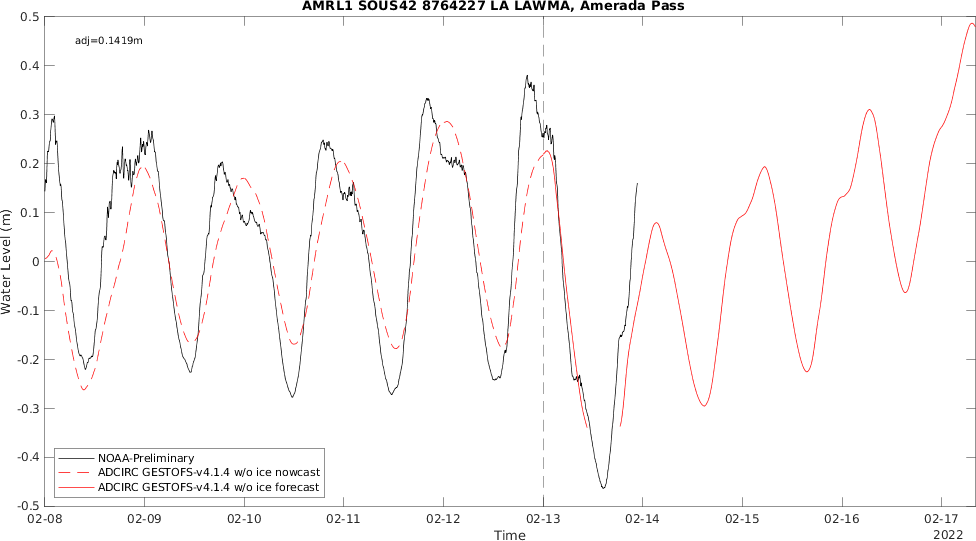 AMRL1 SOUS42 8764227 LA LAWMA, Amerada Pass
adj=0.1419m
0.5
0.4
0.3
0.2
0.1
0
-0.1
-0.2
-0.3
-0.4
-0.5
Water Level (m)
NOAA-Preliminary
ADCIRC GESTOFS-v4.1.4 w/o ice nowcast
ADCIRC GESTOFS-v4.1.4 w/o ice forecast
02-08 02-09 02-10 02-11 02-12 02-13 02-14 02-15 02-16 02-17
Time
2022